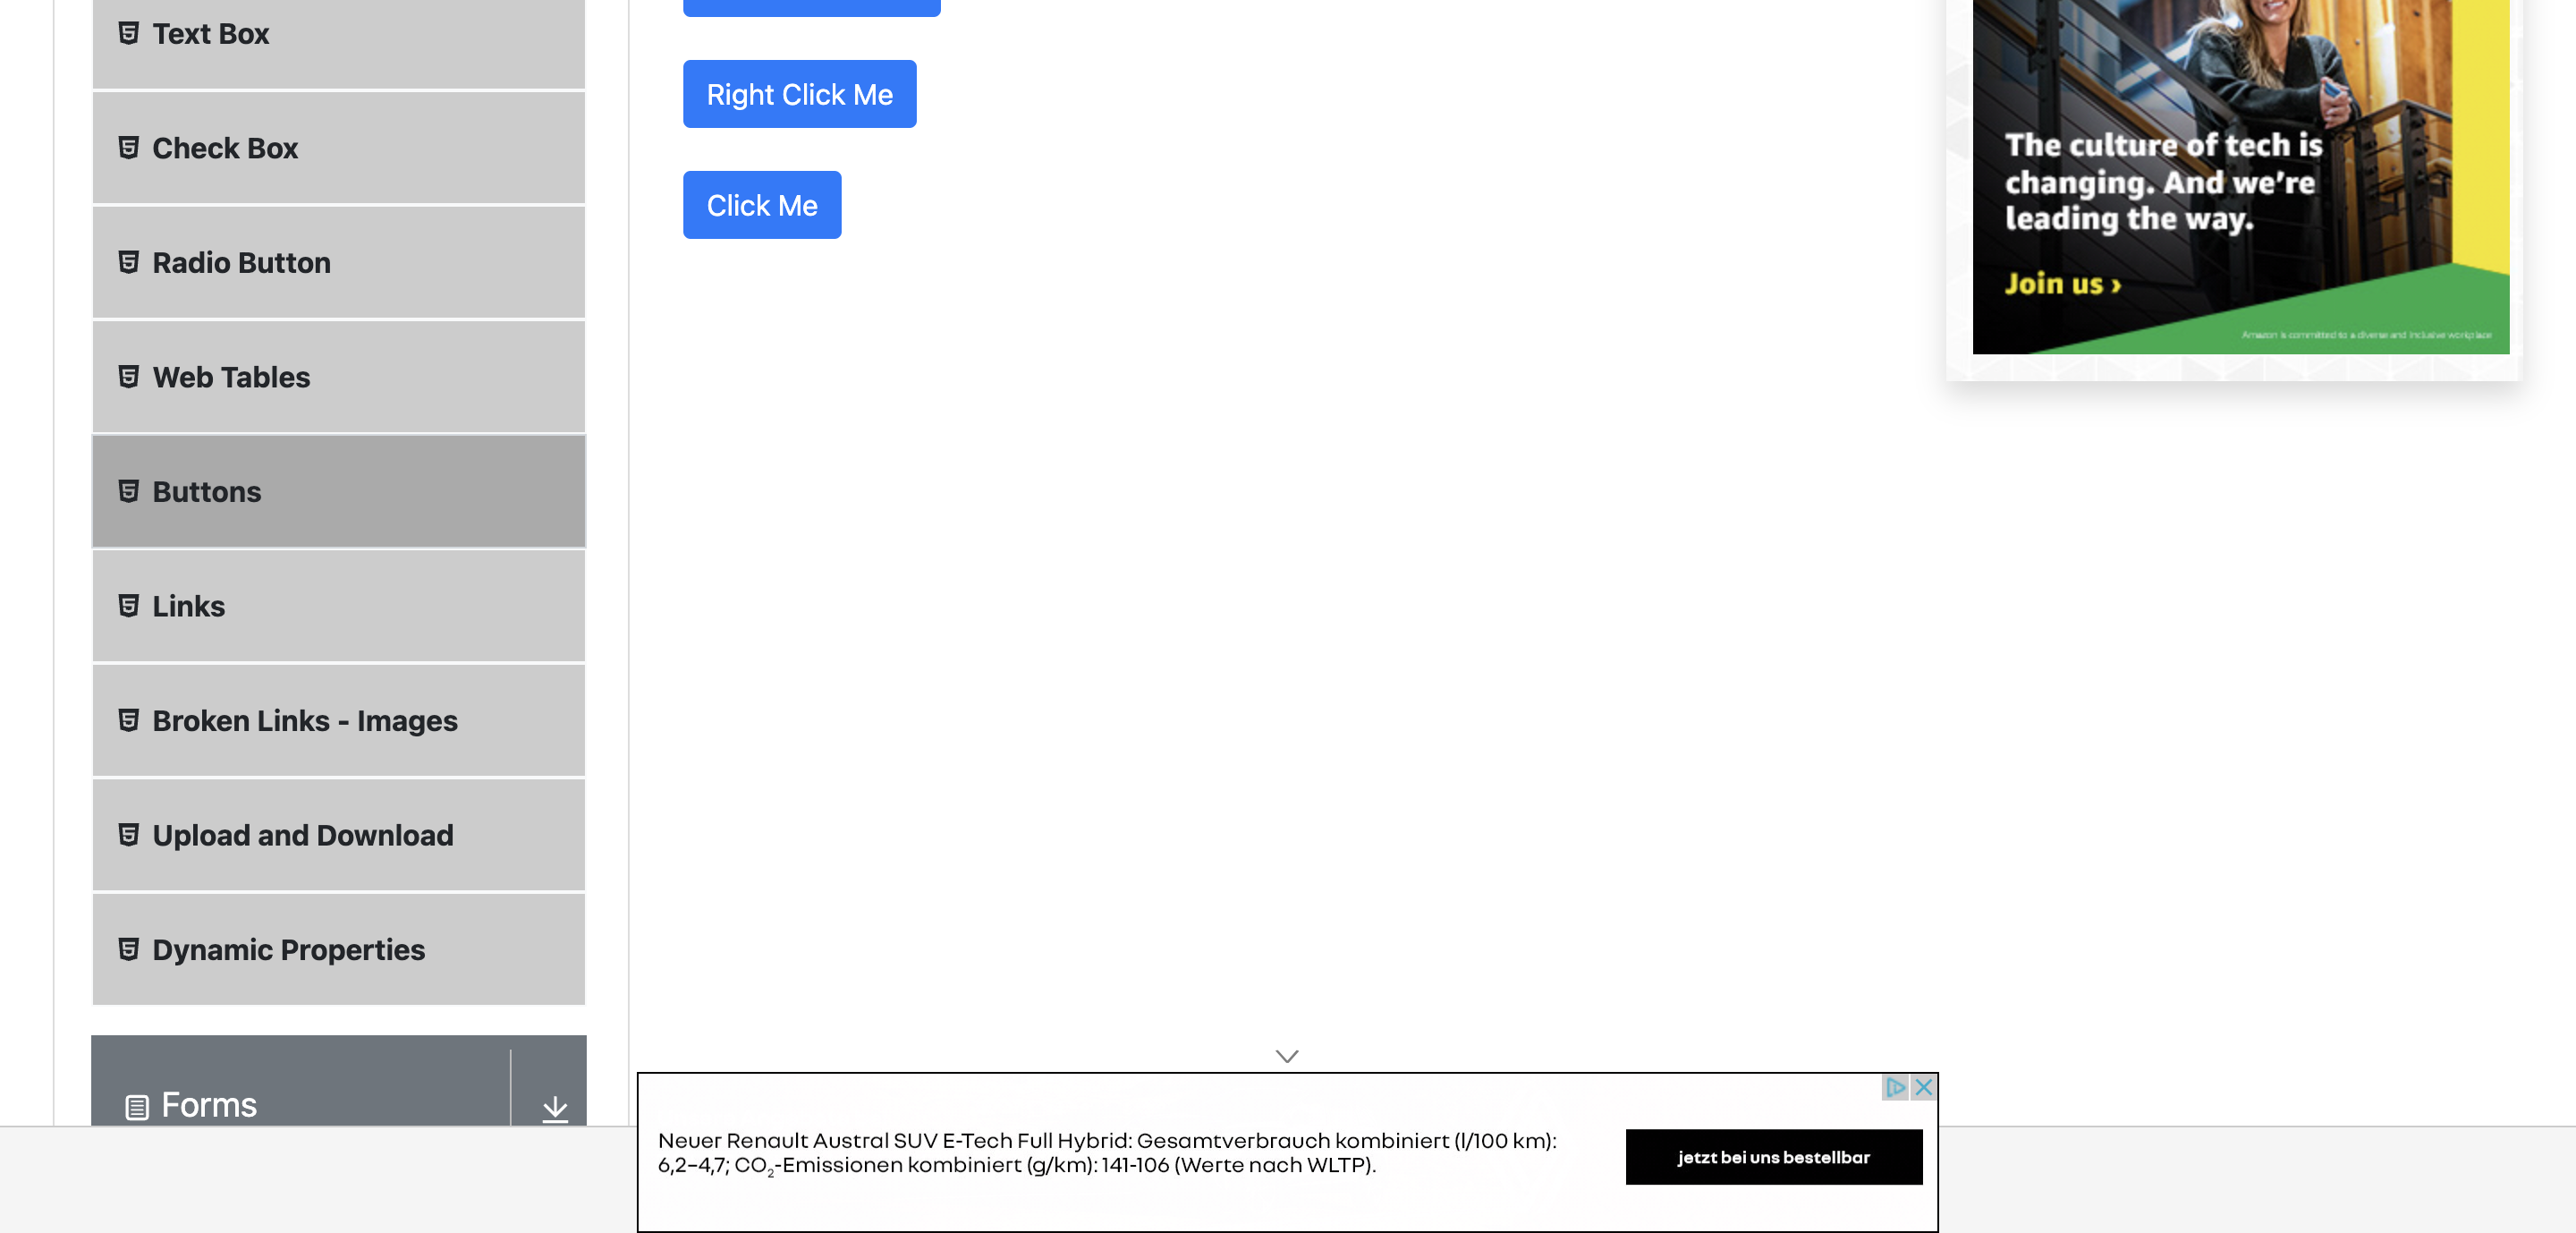 Text Box
Check Box
Radio Button
Web Tables
Buttons
Links
Broken Links - Images
Upload and Download
Dynamic Properties
Forms
Right Click Me
Click Me
The culture of tech is
changing. And we're
leading the way.
Join us ›
Amazon is committed to a diverse and inclusive workplace
Neuer Renault Austral SUV E-Tech Full Hybrid: Gesamtverbrauch kombiniert (l/100 km):
6,2–4,7; CO₂-Emissionen kombiniert (g/km): 141-106 (Werte nach WLTP).
jetzt bei uns bestellbar